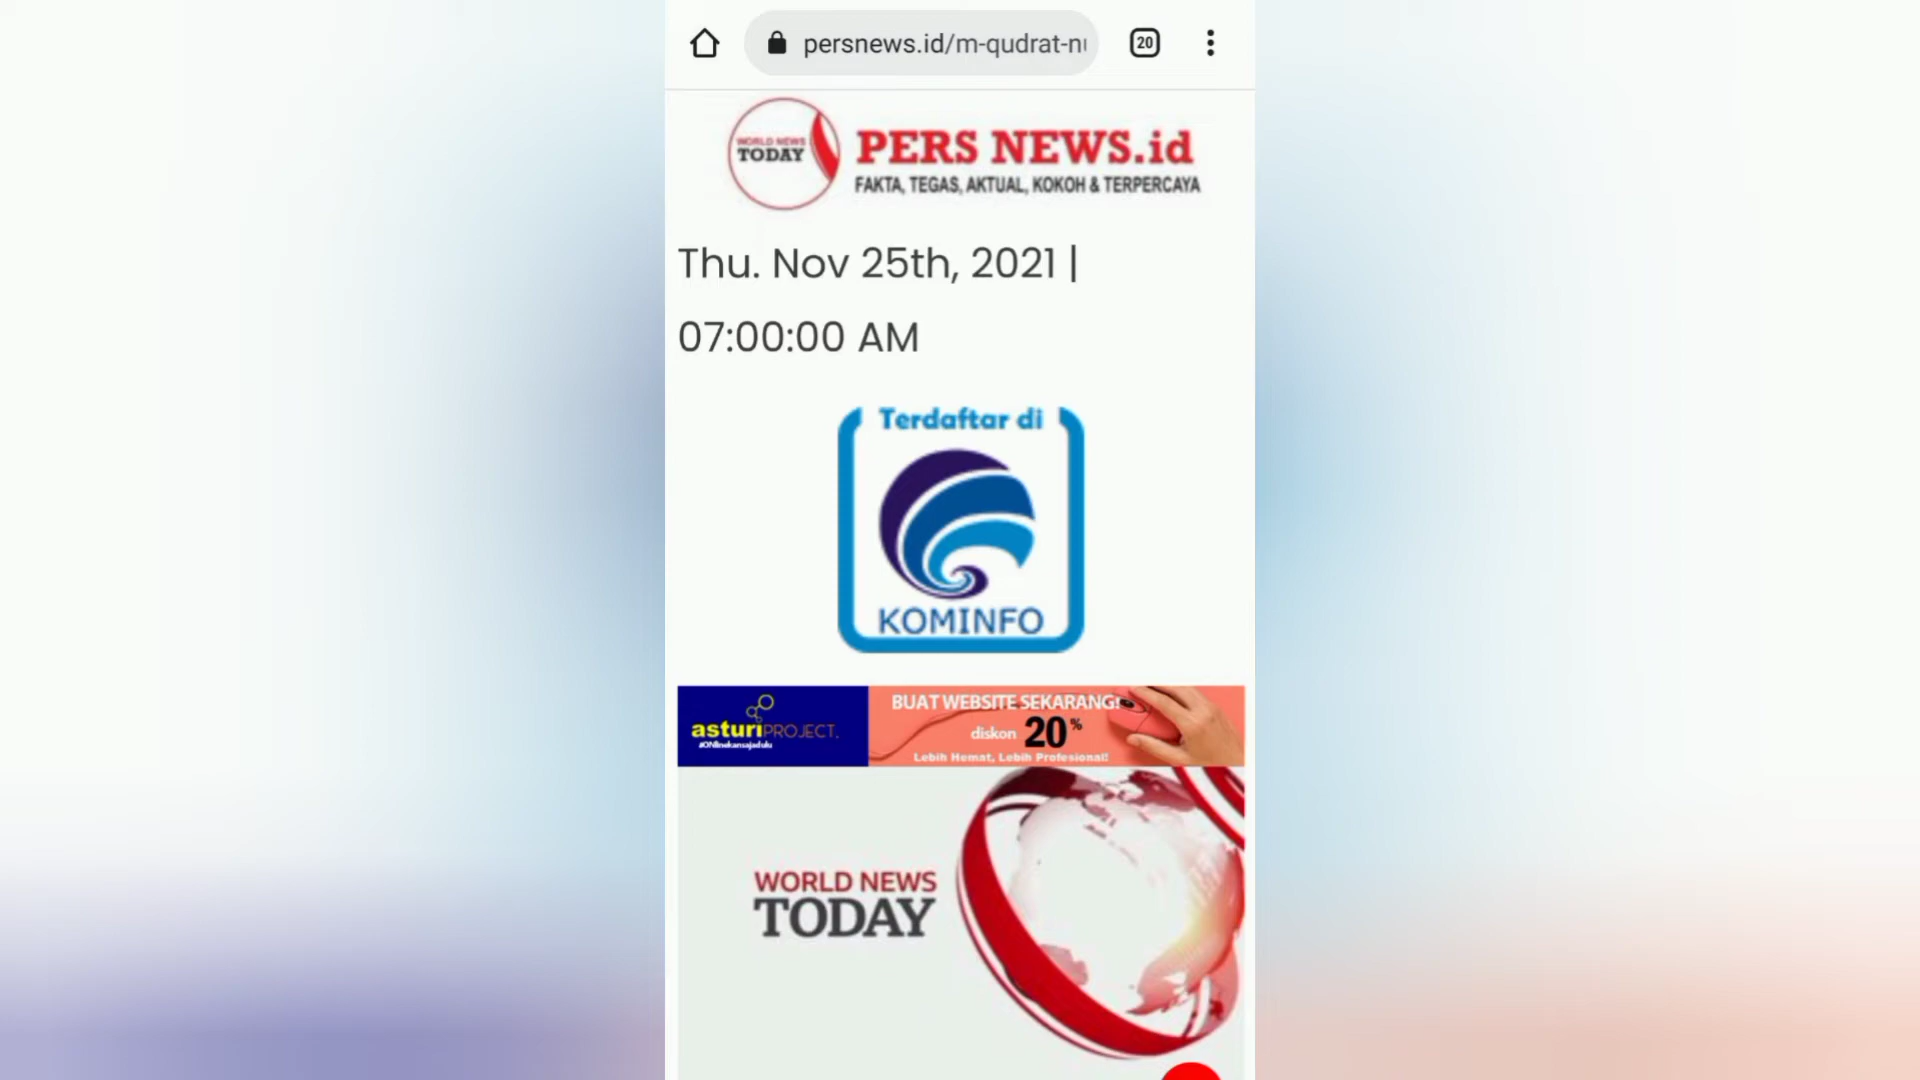 persnews.id/m-qudrat-n
20
WORLD NEWS
TODAY
PERS NEWS.id
FAKTA, TEGAS, AKTUAL, KOKOH & TERPERCAYA
Thu. Nov 25th, 2021 |
07:00:00 AM
Terdaftar di
KOMINFO
asturiPROJECT.
#ONlinekansajadulu
BUAT WEBSITE SEKARANG!
diskon 20%
Lebih Hemat, Lebih Profesional!
WORLD NEWS
TODAY